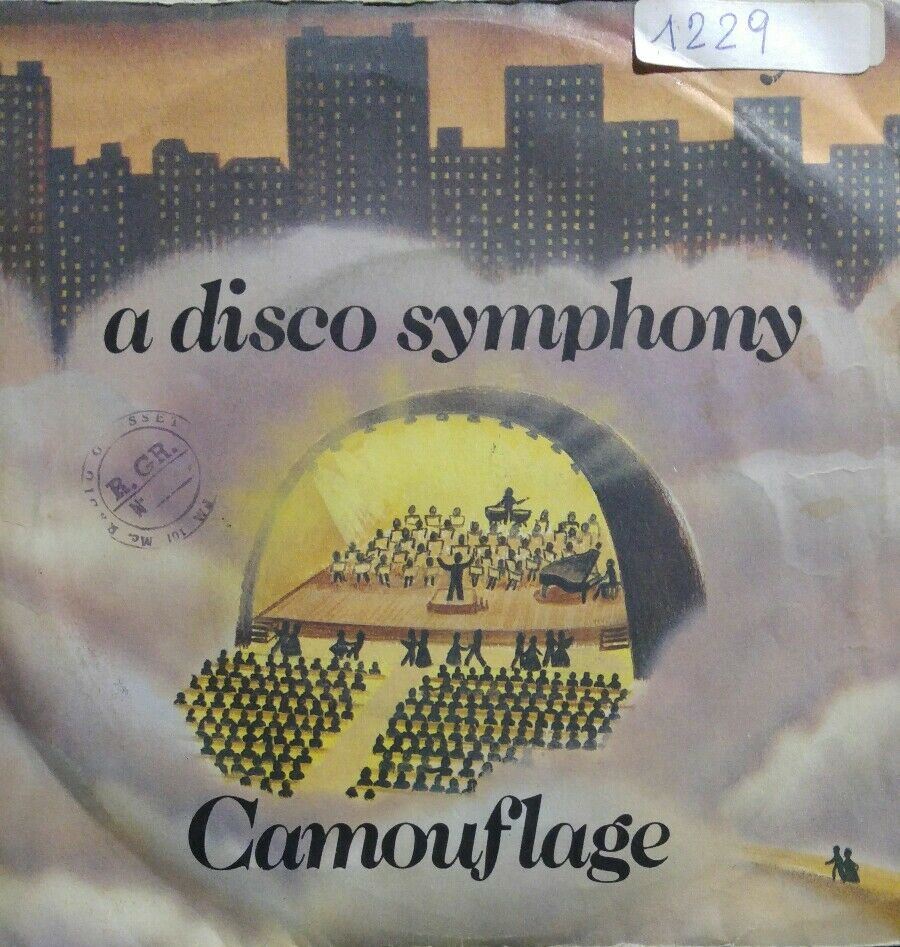 1229
a disco symphony
R.GR.
N
Camouflage